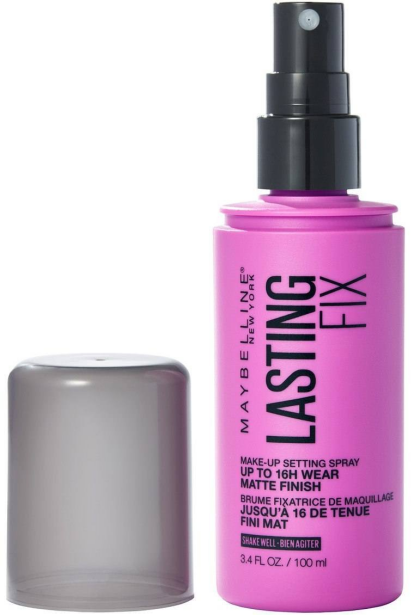 MAYBELLINE®
NEW YORK
LASTING
FIX
MAKE-UP SETTING SPRAY
UP TO 16H WEAR
MATTE FINISH
BRUME FIXATRICE DE MAQUILLAGE
JUSQU'À 16 DE TENUE
FINI MAT
SHAKE WELL • BIEN AGITER
3.4 FL OZ. / 100 ml